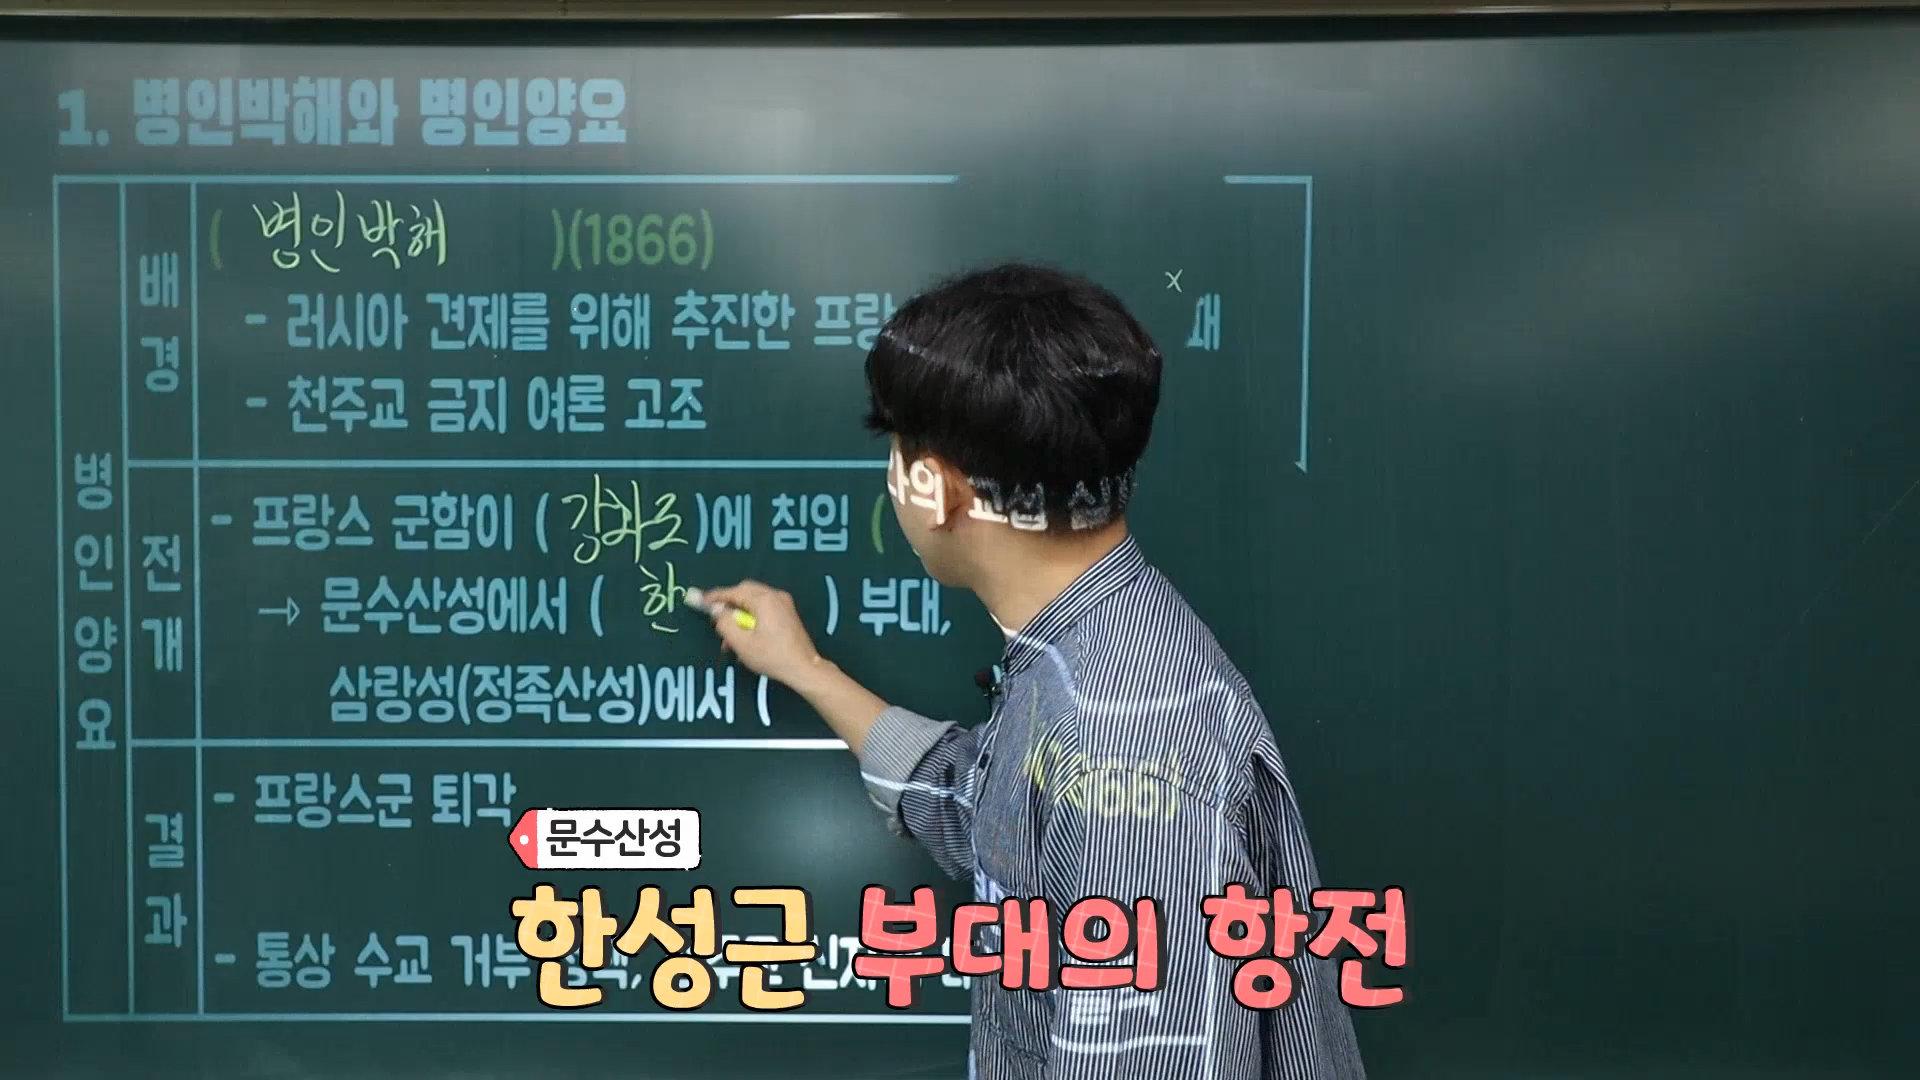 1. 병인박해와 병인양요
병인양요
배경
( 병인박해 )(1866)
- 러시아 견제를 위해 추진한 프랑
- 천주교 금지 여론 고조
x
나의 교섭 실
전개
- 프랑스 군함이 ( 강화도 )에 침입 (
→ 문수산성에서 ( 한 ) 부대,
삼랑성(정족산성)에서 (
결과
- 프랑스군 퇴각
- 통상 수교 거부
문수산성
한성근 부대의 항전